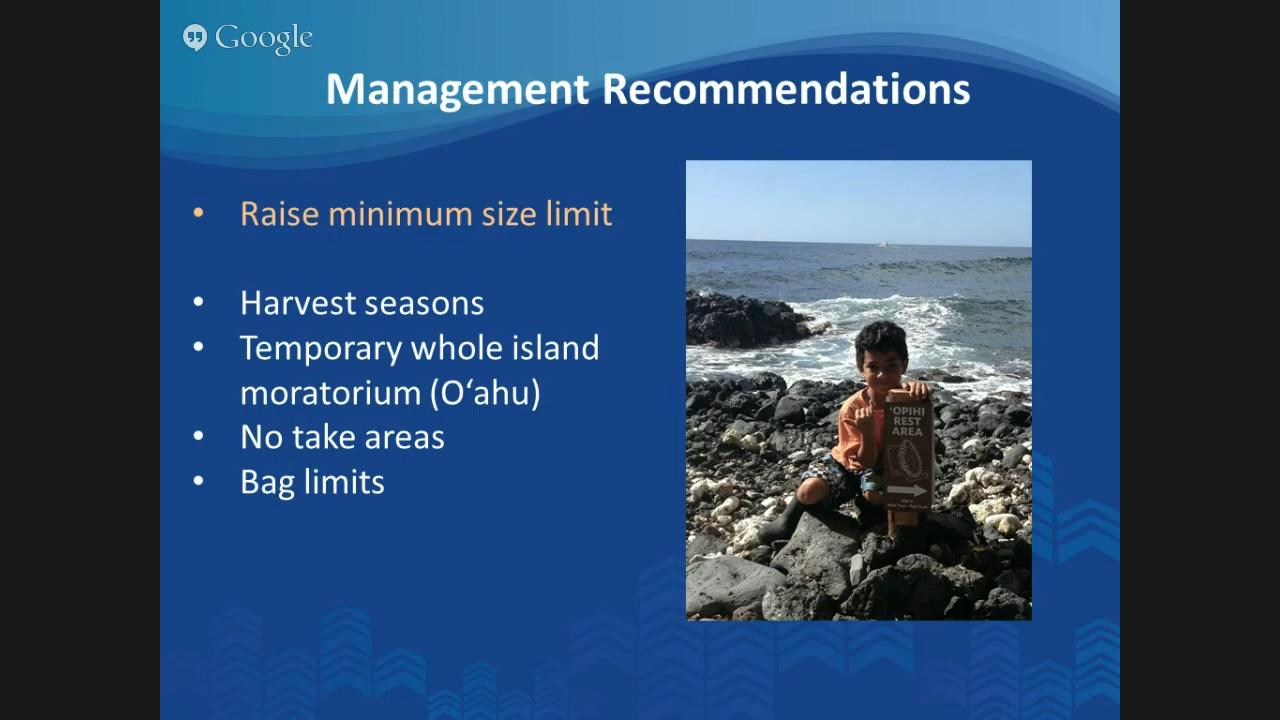 Google
Management Recommendations
• Raise minimum size limit
• Harvest seasons
• Temporary whole island
moratorium (Oʻahu)
• No take areas
• Bag limits
ʻOPIHI
REST
AREA